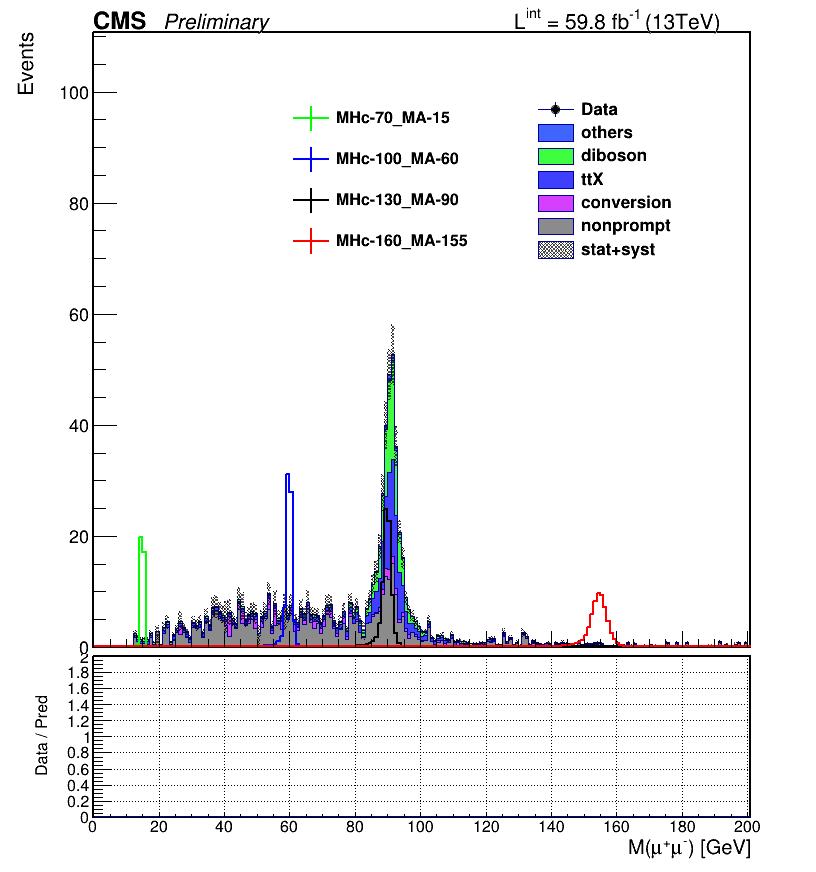 CMS Preliminary L^int = 59.8 fb^-1 (13TeV)
Events
100
80
60
40
20
0
MHc-70_MA-15
MHc-100_MA-60
MHc-130_MA-90
MHc-160_MA-155
Data
others
diboson
ttX
conversion
nonprompt
stat+syst
Data / Pred
2
1.8
1.6
1.4
1.2
1
0.8
0.6
0.4
0.2
0
0 20 40 60 80 100 120 140 160 180 200
M(μ⁺μ⁻) [GeV]